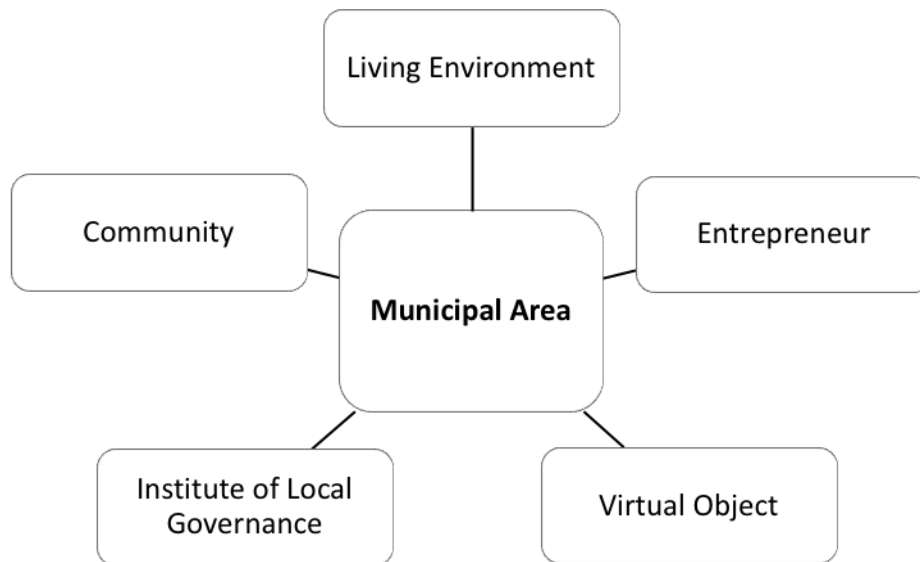 Living Environment
Community
Entrepreneur
Municipal Area
Institute of Local
Governance
Virtual Object